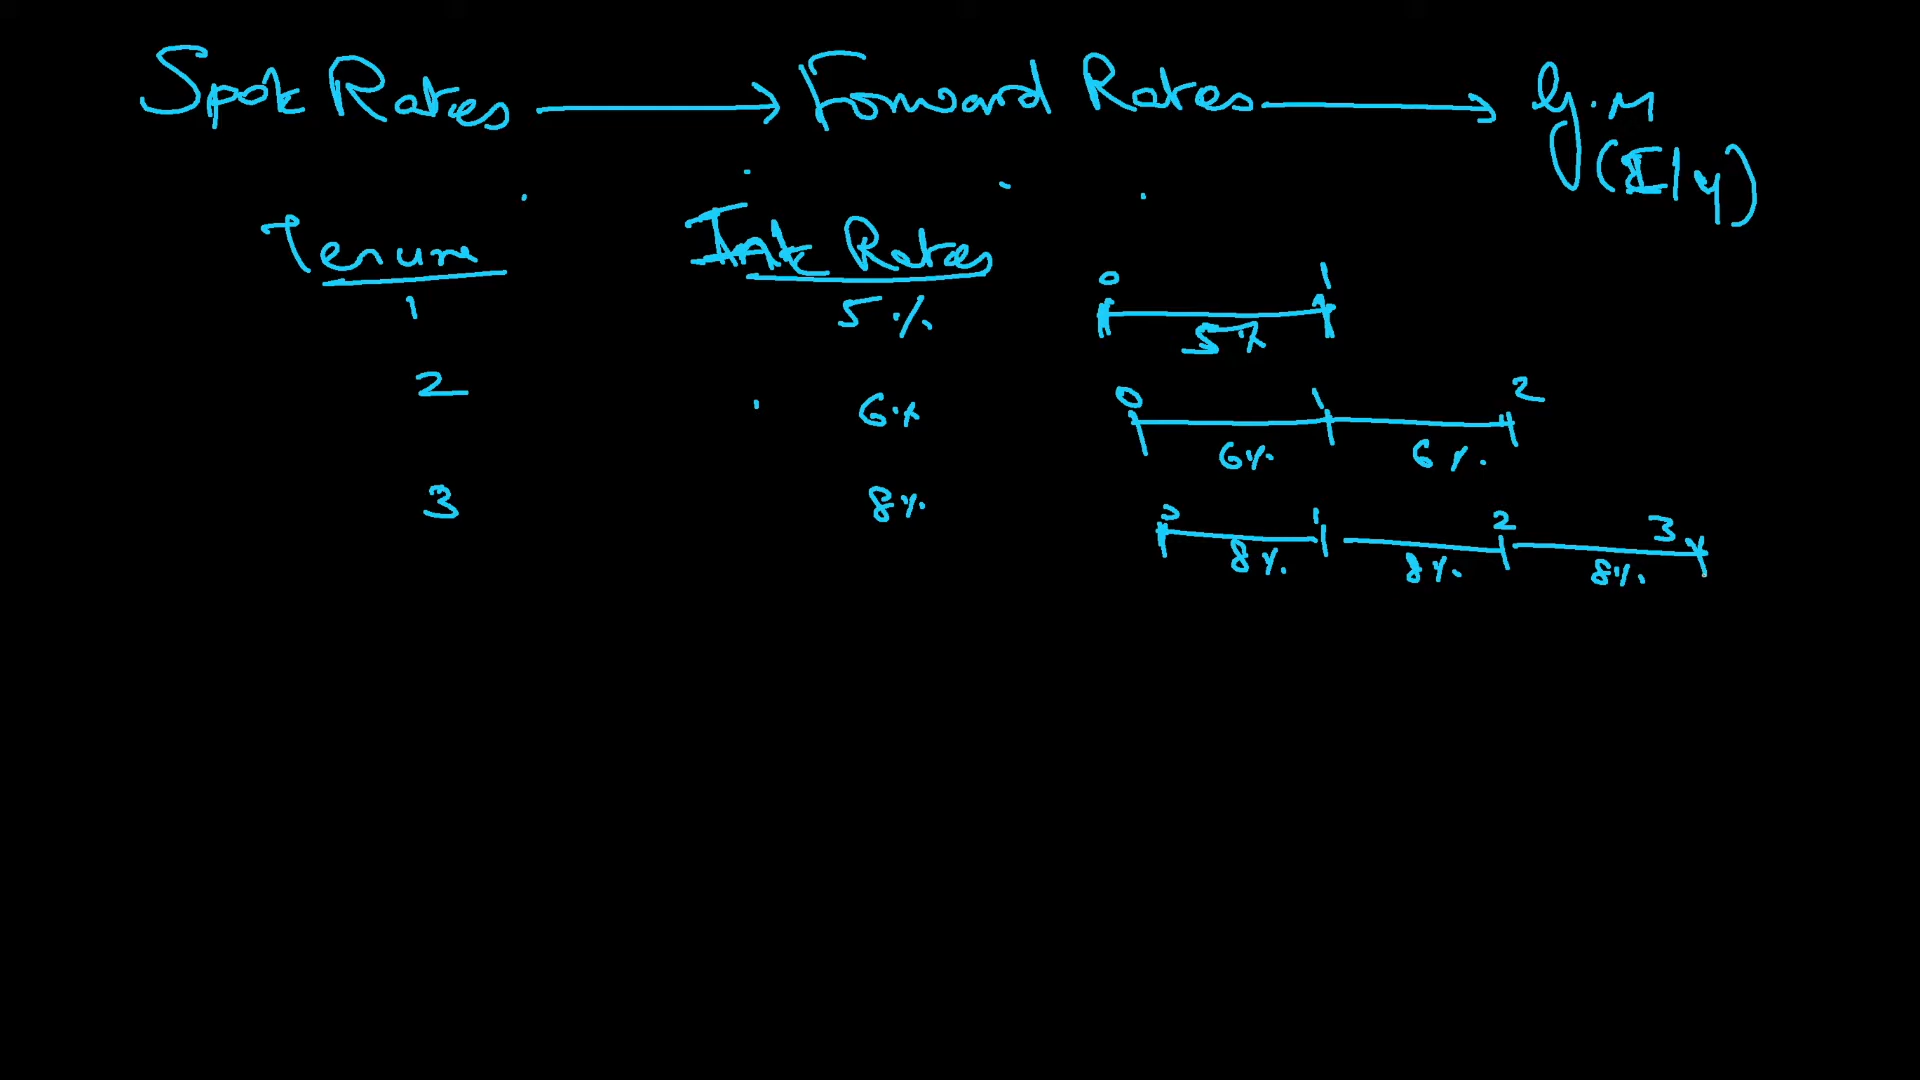 Spot Rates → Forward Rates → y.M
(I/y)
Tenure Int Rates
0 1
1 5% 5%
0 1 2
2 6% 6% 6%
0 1 2 3
3 8% 8% 8% 8%